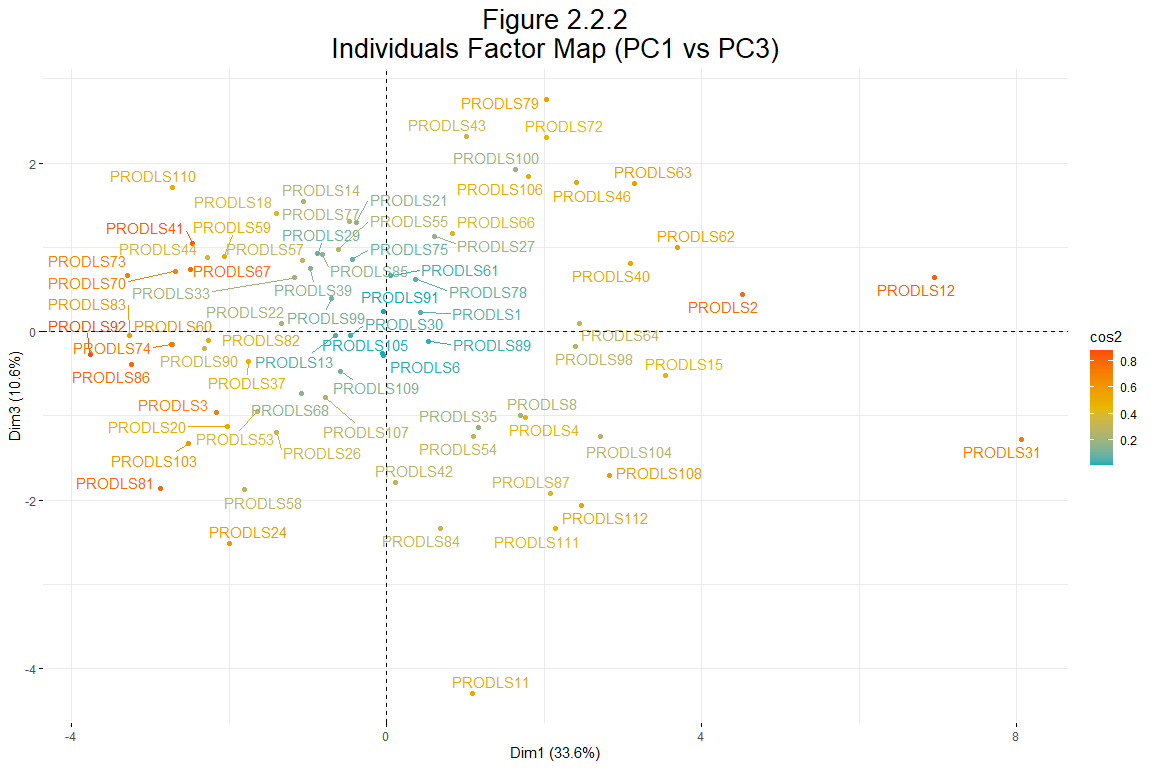 Figure 2.2.2
Individuals Factor Map (PC1 vs PC3)
PRODLS79
PRODLS43
PRODLS72
PRODLS100
PRODLS63
PRODLS110
PRODLS106
PRODLS46
PRODLS14
PRODLS18
PRODLS21
PRODLS77
PRODLS55
PRODLS66
PRODLS41
PRODLS59
PRODLS29
PRODLS62
PRODLS44
PRODLS57
PRODLS75
PRODLS27
PRODLS73
PRODLS67
PRODLS85
PRODLS61
PRODLS40
PRODLS70
PRODLS33
PRODLS39
PRODLS78
PRODLS12
PRODLS83
PRODLS91
PRODLS2
PRODLS22
PRODLS99
PRODLS1
PRODLS92
PRODLS60
PRODLS30
PRODLS64
PRODLS74
PRODLS82
PRODLS105
PRODLS89
PRODLS90
PRODLS13
PRODLS6
PRODLS98
PRODLS15
PRODLS86
PRODLS37
PRODLS109
PRODLS3
PRODLS68
PRODLS8
PRODLS35
PRODLS20
PRODLS107
PRODLS4
PRODLS53
PRODLS26
PRODLS54
PRODLS104
PRODLS31
PRODLS103
PRODLS42
PRODLS108
PRODLS81
PRODLS87
PRODLS58
PRODLS112
PRODLS24
PRODLS84
PRODLS111
PRODLS11
2
0
-2
-4
Dim3 (10.6%)
-4
0
4
8
Dim1 (33.6%)
cos2
0.8
0.6
0.4
0.2